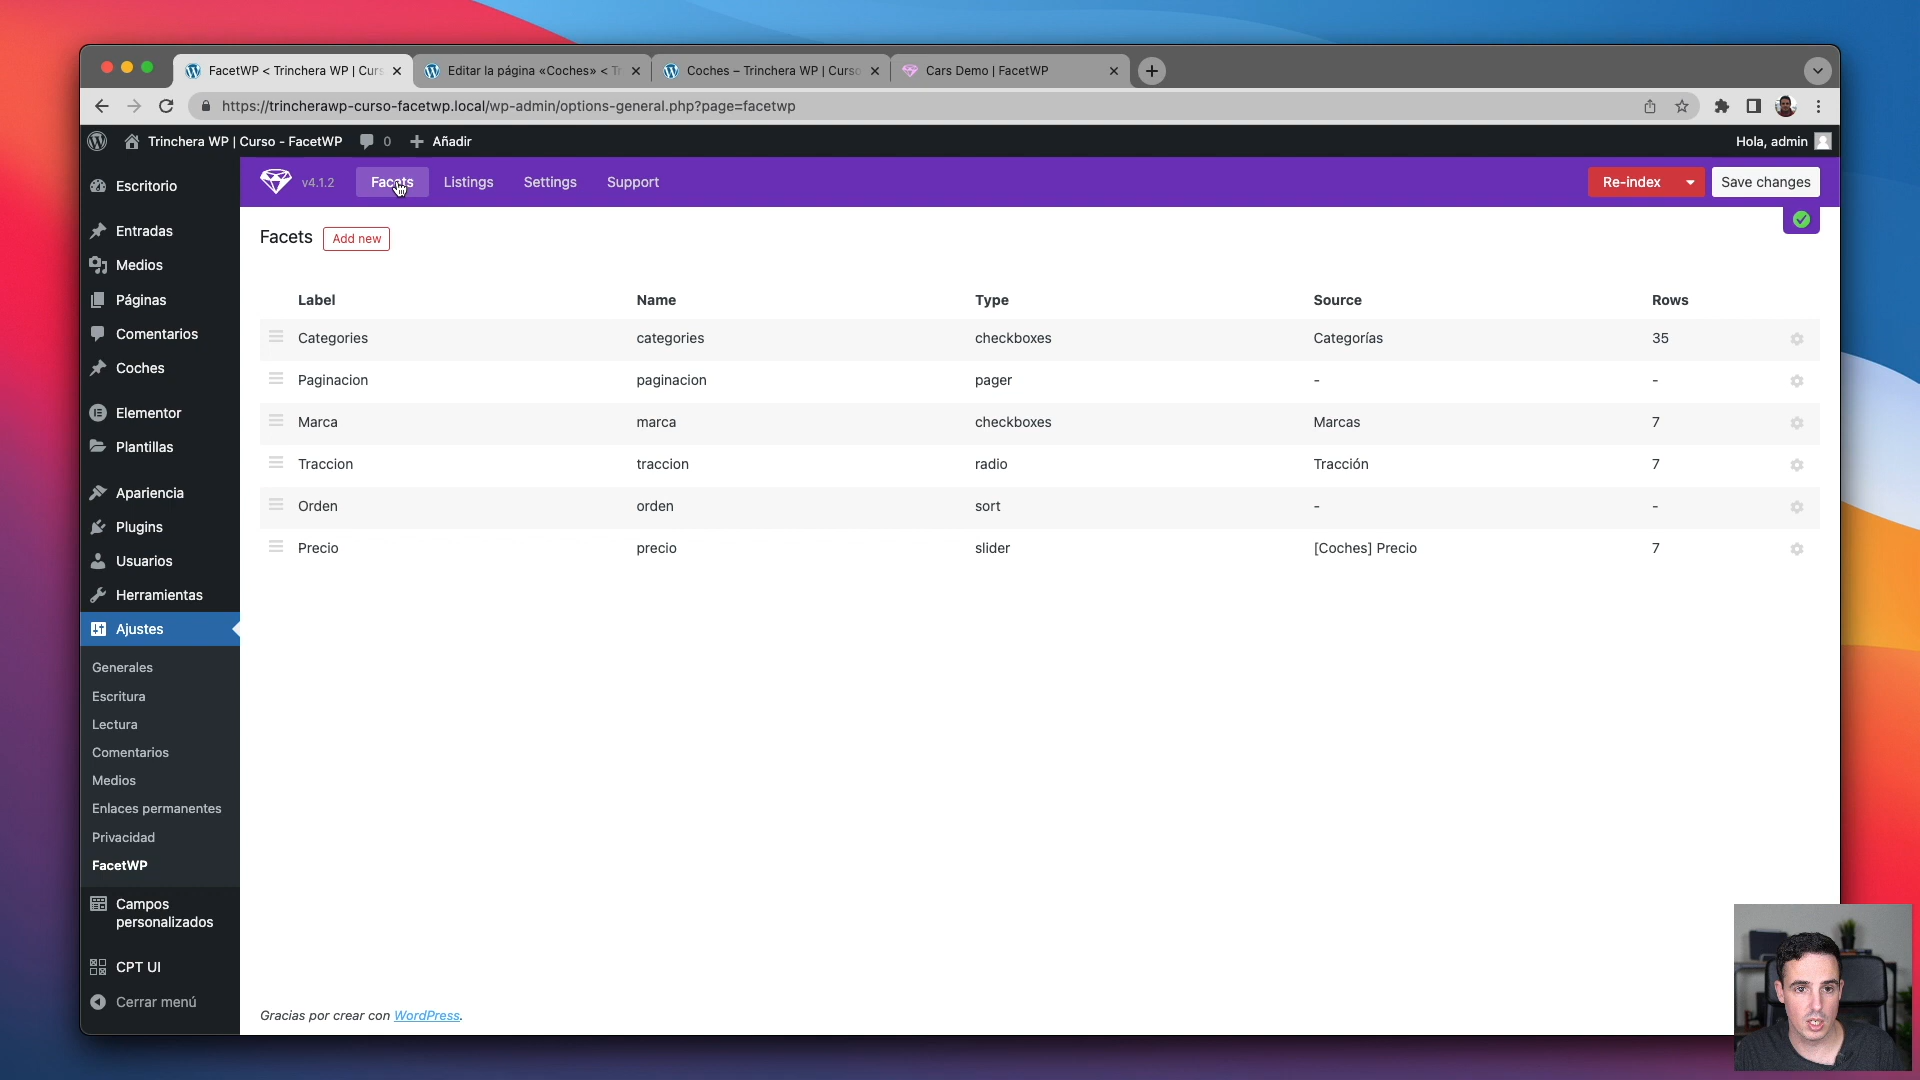 FacetWP < Trinchera WP | Curs
Editar la página «Coches» < Tr
Coches – Trinchera WP | Curso
Cars Demo | FacetWP
https://trincherawp-curso-facetwp.local/wp-admin/options-general.php?page=facetwp
Trinchera WP | Curso - FacetWP
0
Añadir
Hola, admin
Escritorio
Entradas
Medios
Páginas
Comentarios
Coches
Elementor
Plantillas
Apariencia
Plugins
Usuarios
Herramientas
Ajustes
Generales
Escritura
Lectura
Comentarios
Medios
Enlaces permanentes
Privacidad
FacetWP
Campos
personalizados
CPT UI
Cerrar menú
v4.1.2
Facets
Listings
Settings
Support
Re-index
Save changes
Facets
Add new
Label Name Type Source Rows
Categories categories checkboxes Categorías 35
Paginacion paginacion pager - -
Marca marca checkboxes Marcas 7
Traccion traccion radio Tracción 7
Orden orden sort - -
Precio precio slider [Coches] Precio 7
Gracias por crear con WordPress.